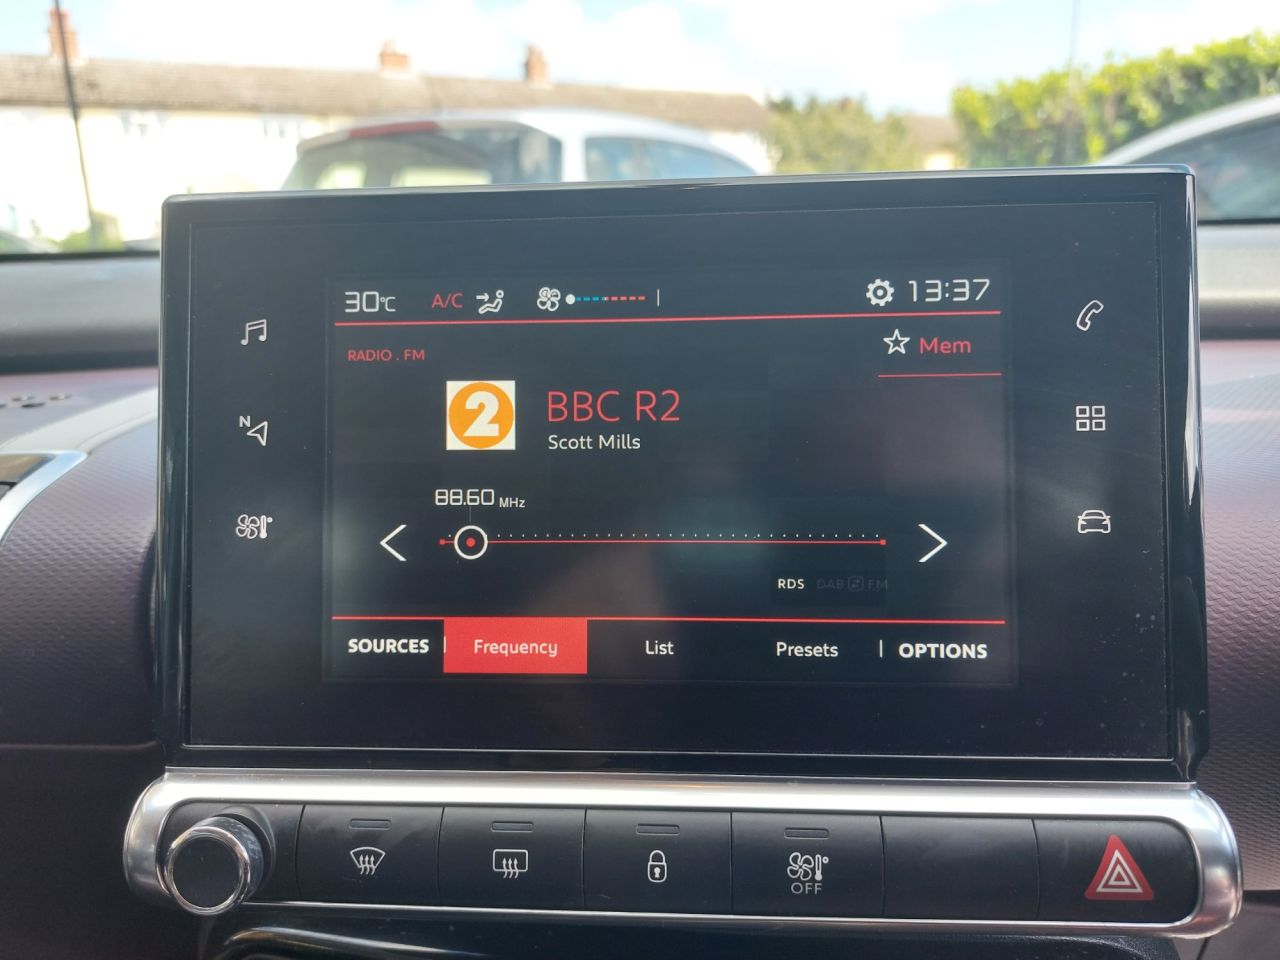 30°C A/C 13:37
RADIO . FM
Mem
2
BBC R2
Scott Mills
N
88.60 MHz
RDS DAB FM
SOURCES Frequency List Presets OPTIONS
OFF